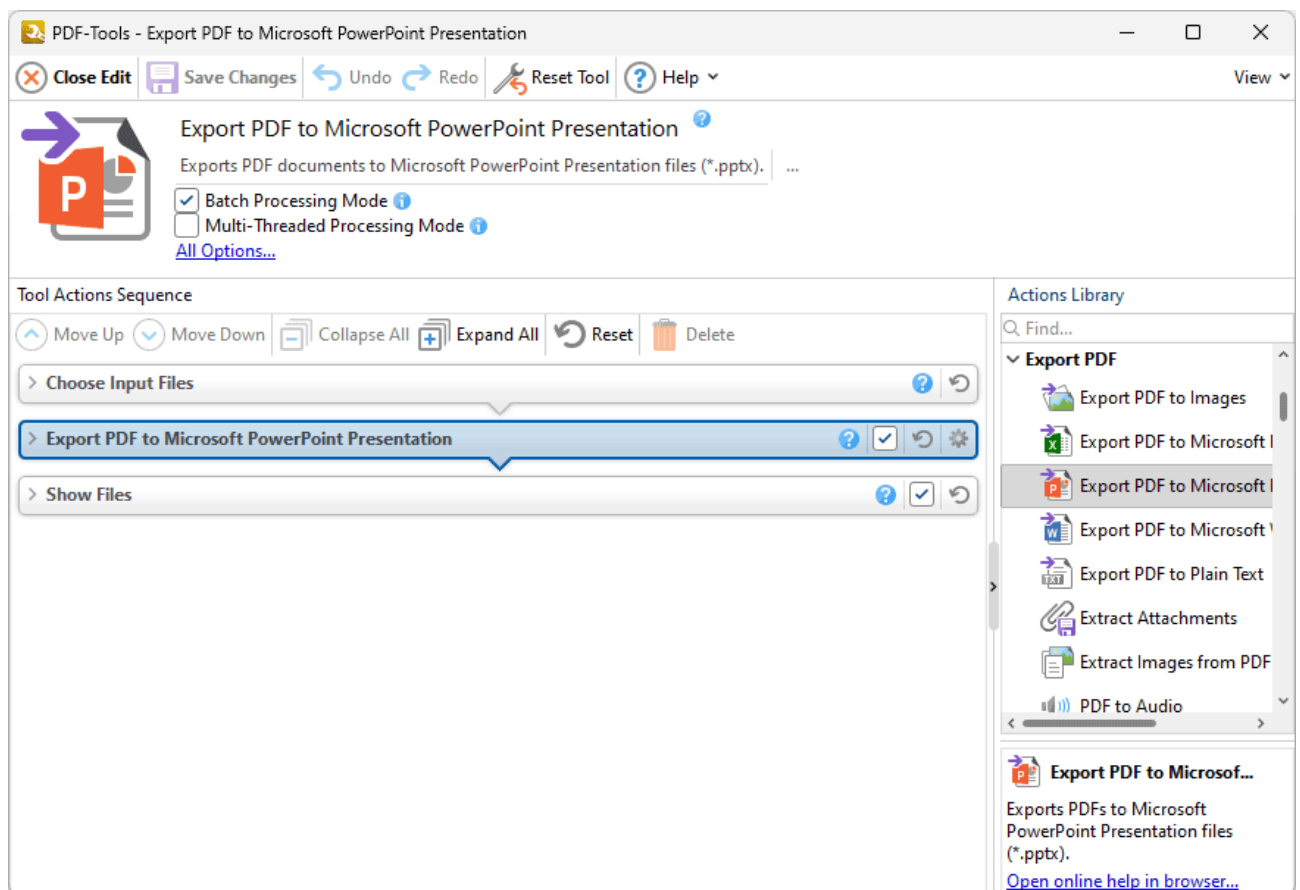 PDF-Tools - Export PDF to Microsoft PowerPoint Presentation
Close Edit Save Changes Undo Redo Reset Tool Help View
Export PDF to Microsoft PowerPoint Presentation
Exports PDF documents to Microsoft PowerPoint Presentation files (*.pptx). ...
Batch Processing Mode
Multi-Threaded Processing Mode
All Options...
Tool Actions Sequence
Move Up Move Down Collapse All Expand All Reset Delete
Choose Input Files
Export PDF to Microsoft PowerPoint Presentation
Show Files
Actions Library
Find...
Export PDF
Export PDF to Images
Export PDF to Microsoft
Export PDF to Microsoft
Export PDF to Microsoft
Export PDF to Plain Text
Extract Attachments
Extract Images from PDF
PDF to Audio
Export PDF to Microsof...
Exports PDFs to Microsoft
PowerPoint Presentation files
(*.pptx).
Open online help in browser...